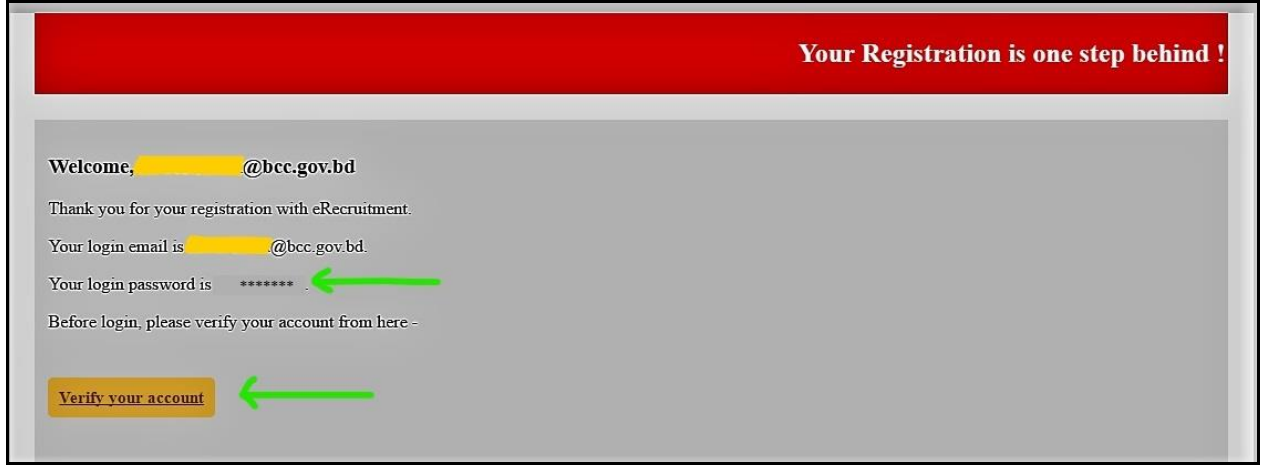 Your Registration is one step behind !
Welcome, @bcc.gov.bd
Thank you for your registration with eRecruitment.
Your login email is @bcc.gov.bd.
Your login password is ******* .
Before login, please verify your account from here -
Verify your account